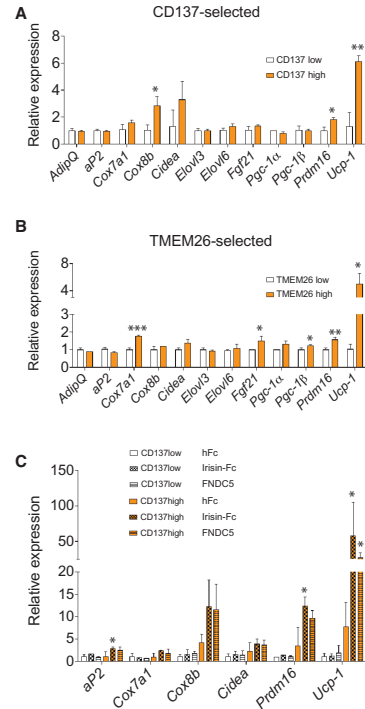 A
CD137-selected
Relative expression
8
6
4
2
0
CD137 low
CD137 high
*
*
**
AdipQ
aP2
Cox7a1
Cox8b
Cidea
Elovl3
Elovl6
Fgf21
Pgc-1α
Pgc-1β
Prdm16
Ucp-1
B
TMEM26-selected
Relative expression
8
4
3
2
1
0
TMEM26 low
TMEM26 high
***
*
*
**
*
AdipQ
aP2
Cox7a1
Cox8b
Cidea
Elovl3
Elovl6
Fgf21
Pgc-1α
Pgc-1β
Prdm16
Ucp-1
C
CD137low hFc
CD137low Irisin-Fc
CD137low FNDC5
CD137high hFc
CD137high Irisin-Fc
CD137high FNDC5
Relative expression
150
100
50
20
15
10
5
0
*
*
*
*
aP2
Cox7a1
Cox8b
Cidea
Prdm16
Ucp-1